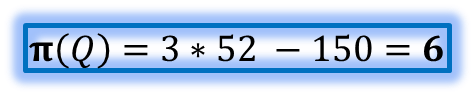 π(Q) = 3 * 52 − 150 = 6